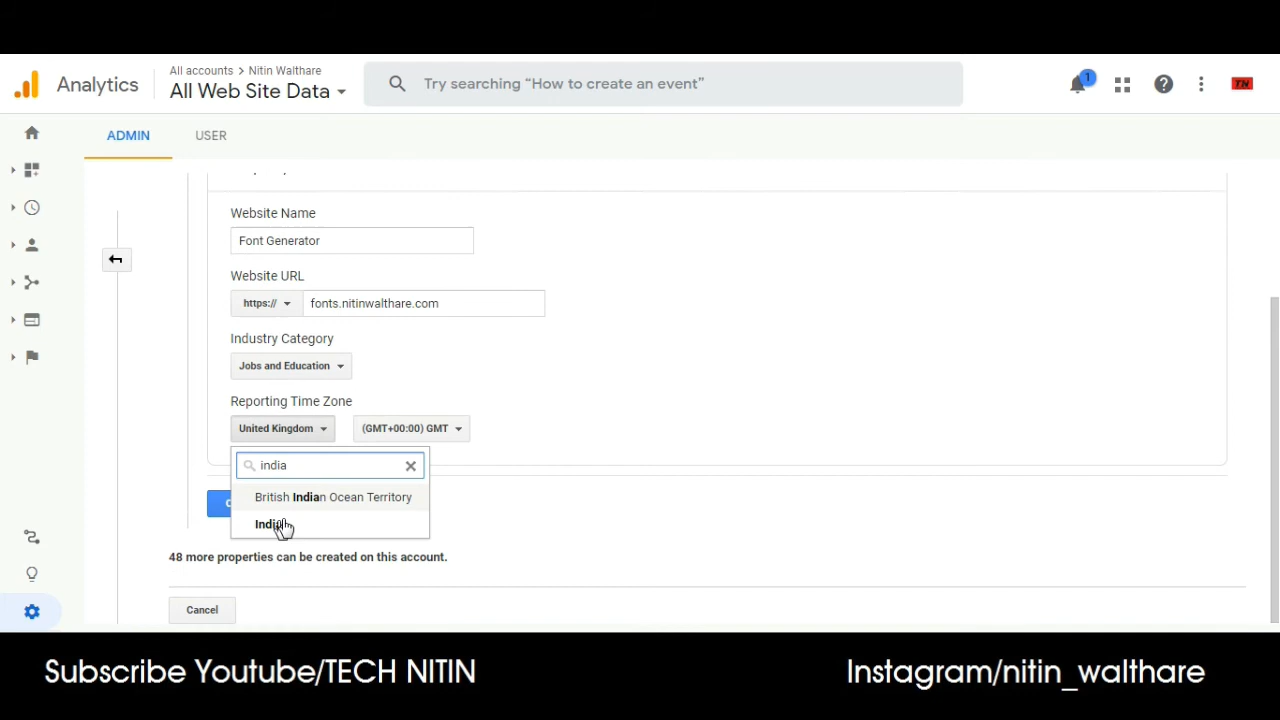 Analytics
All accounts > Nitin Walthare
All Web Site Data
Try searching “How to create an event”
1
TN
ADMIN
USER
Website Name
Font Generator
Website URL
https://
fonts.nitinwalthare.com
Industry Category
Jobs and Education
Reporting Time Zone
United Kingdom
(GMT+00:00) GMT
india
British Indian Ocean Territory
India
48 more properties can be created on this account.
Cancel
Subscribe Youtube/TECH NITIN
Instagram/nitin_walthare